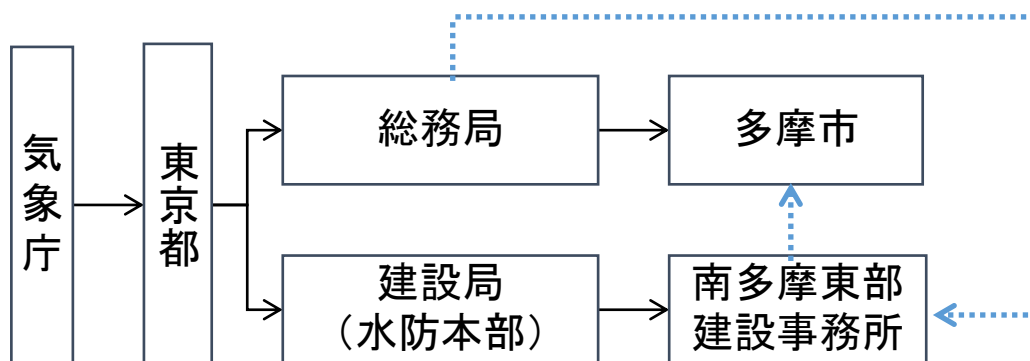 気象庁
東京都
総務局
多摩市
建設局
（水防本部）
南多摩東部
建設事務所